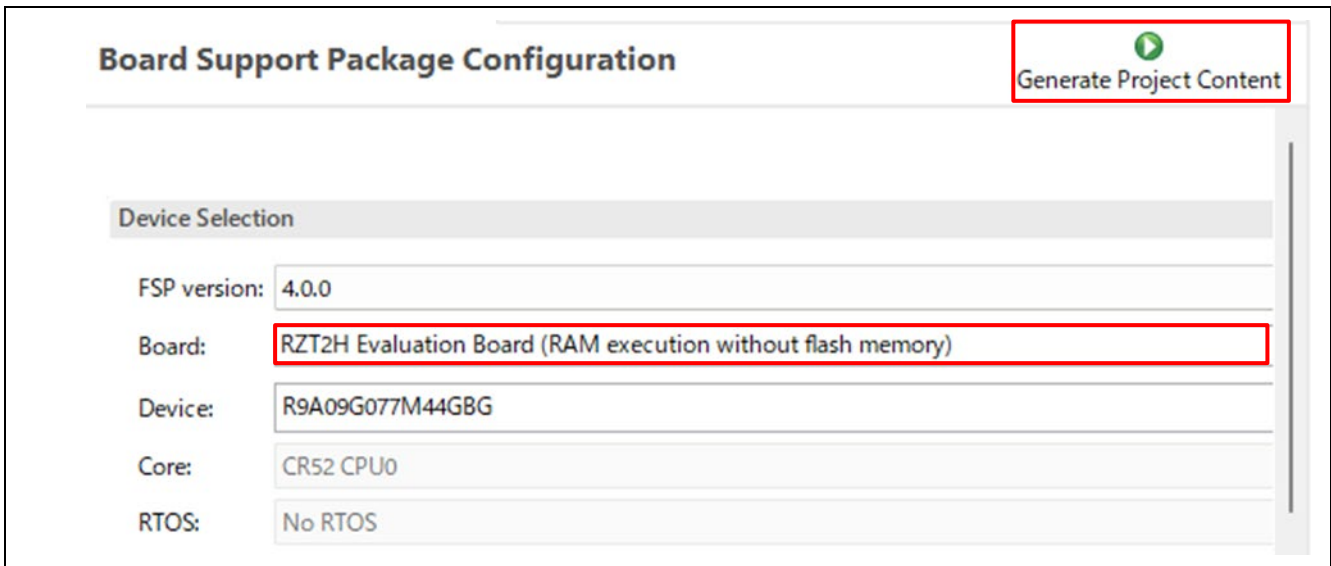 Board Support Package Configuration
Generate Project Content
Device Selection
FSP version: 4.0.0
Board: RZT2H Evaluation Board (RAM execution without flash memory)
Device: R9A09G077M44GBG
Core: CR52 CPU0
RTOS: No RTOS